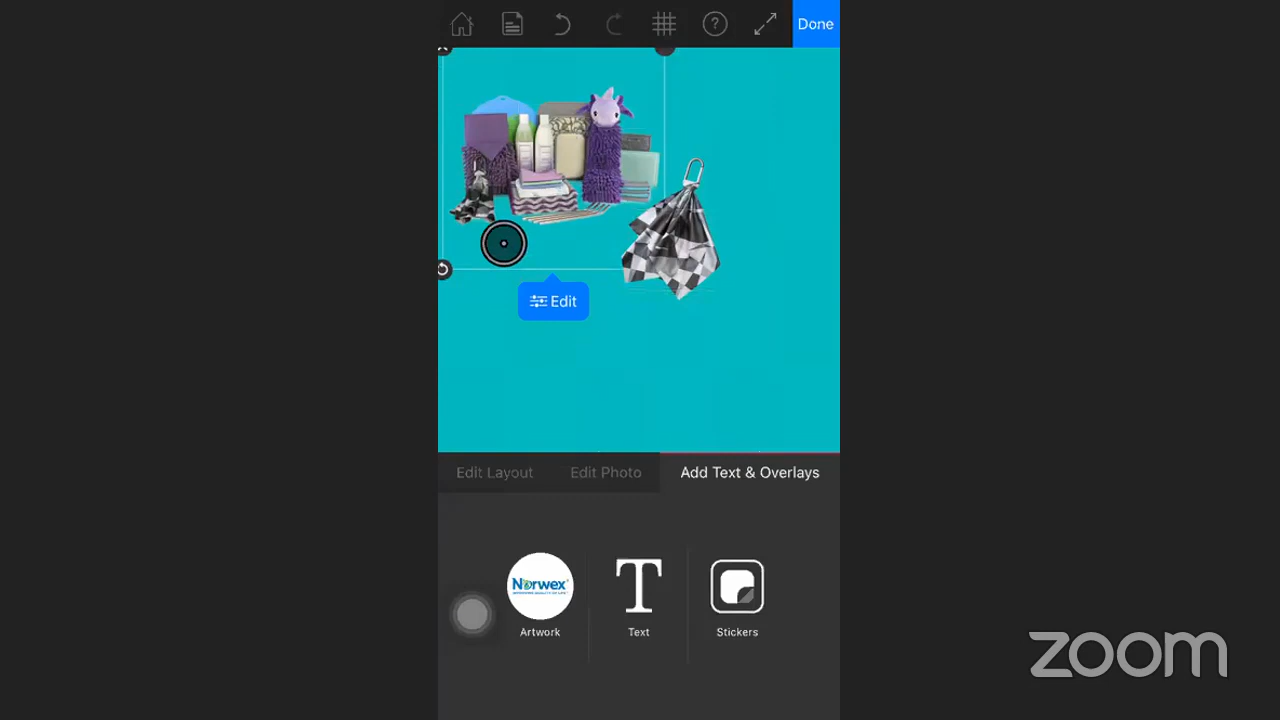 Done
Edit
Edit Layout
Edit Photo
Add Text & Overlays
Norwex
T
Artwork
Text
Stickers
zoom